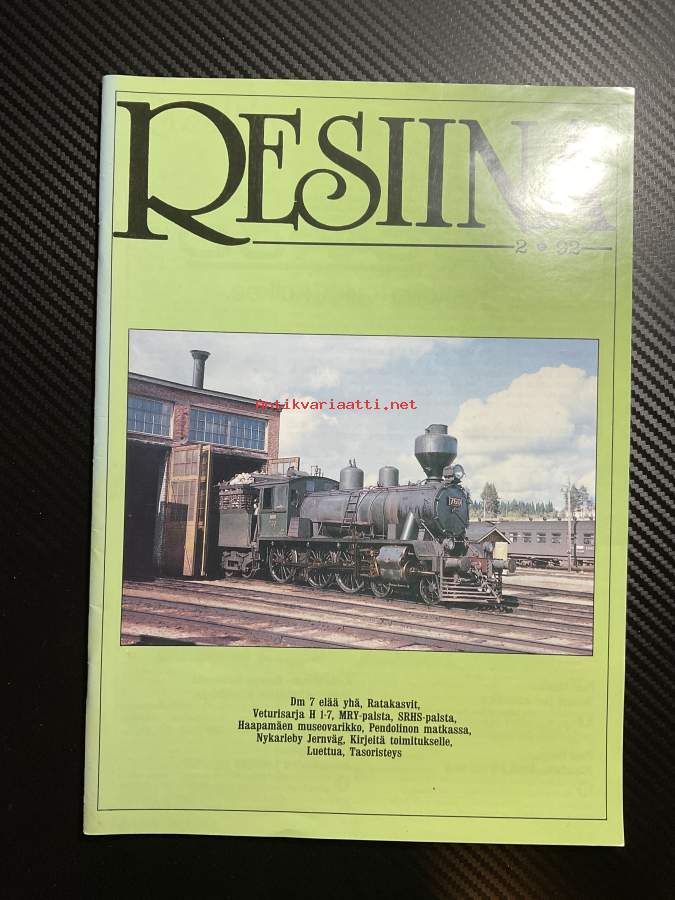 RESIINA
2 • 92
Antikvariaatti.net
760
Dm 7 elää yhä, Ratakasvit,
Veturisarja H 1-7, MRY-palsta, SRHS-palsta,
Haapamäen museovarikko, Pendolinon matkassa,
Nykarleby Jernväg, Kirjeitä toimitukselle,
Luettua, Tasoristeys